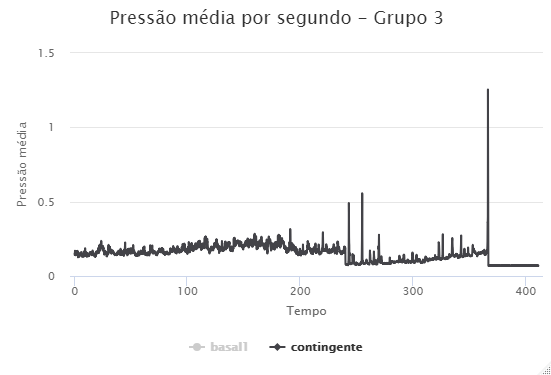 Pressão média por segundo - Grupo 3
1.5
1
0.5
0
Pressão média
0 100 200 300 400
Tempo
basal1 contingente